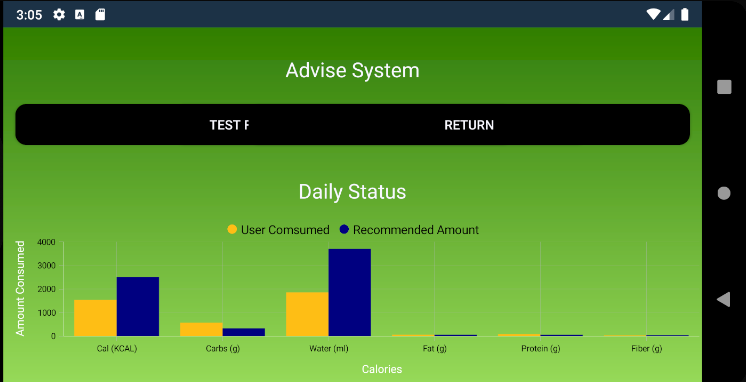 3:05
Advise System
TEST F RETURN
Daily Status
User Comsumed Recommended Amount
Amount Consumed
4000
3000
2000
1000
0
Cal (KCAL) Carbs (g) Water (ml) Fat (g) Protein (g) Fiber (g)
Calories